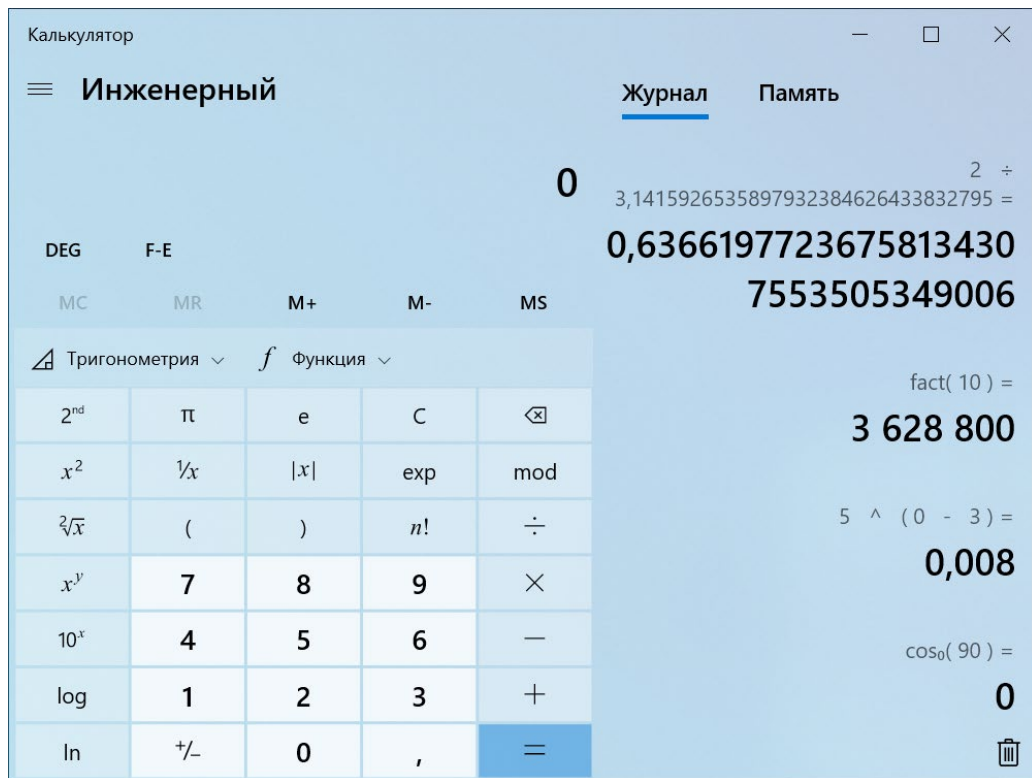 Калькулятор
Инженерный
0
DEG F-E
MC MR M+ M- MS
Тригонометрия f Функция
2ⁿᵈ π e C
x² ¹/x |x| exp mod
²√x ( ) n! ÷
xʸ 7 8 9 ×
10ˣ 4 5 6 −
log 1 2 3 +
ln +/− 0 , =
Журнал Память
2 ÷
3,1415926535897932384626433832795 =
0,6366197723675813430
7553505349006
fact( 10 ) =
3 628 800
5 ^ ( 0 - 3 ) =
0,008
cos₀( 90 ) =
0